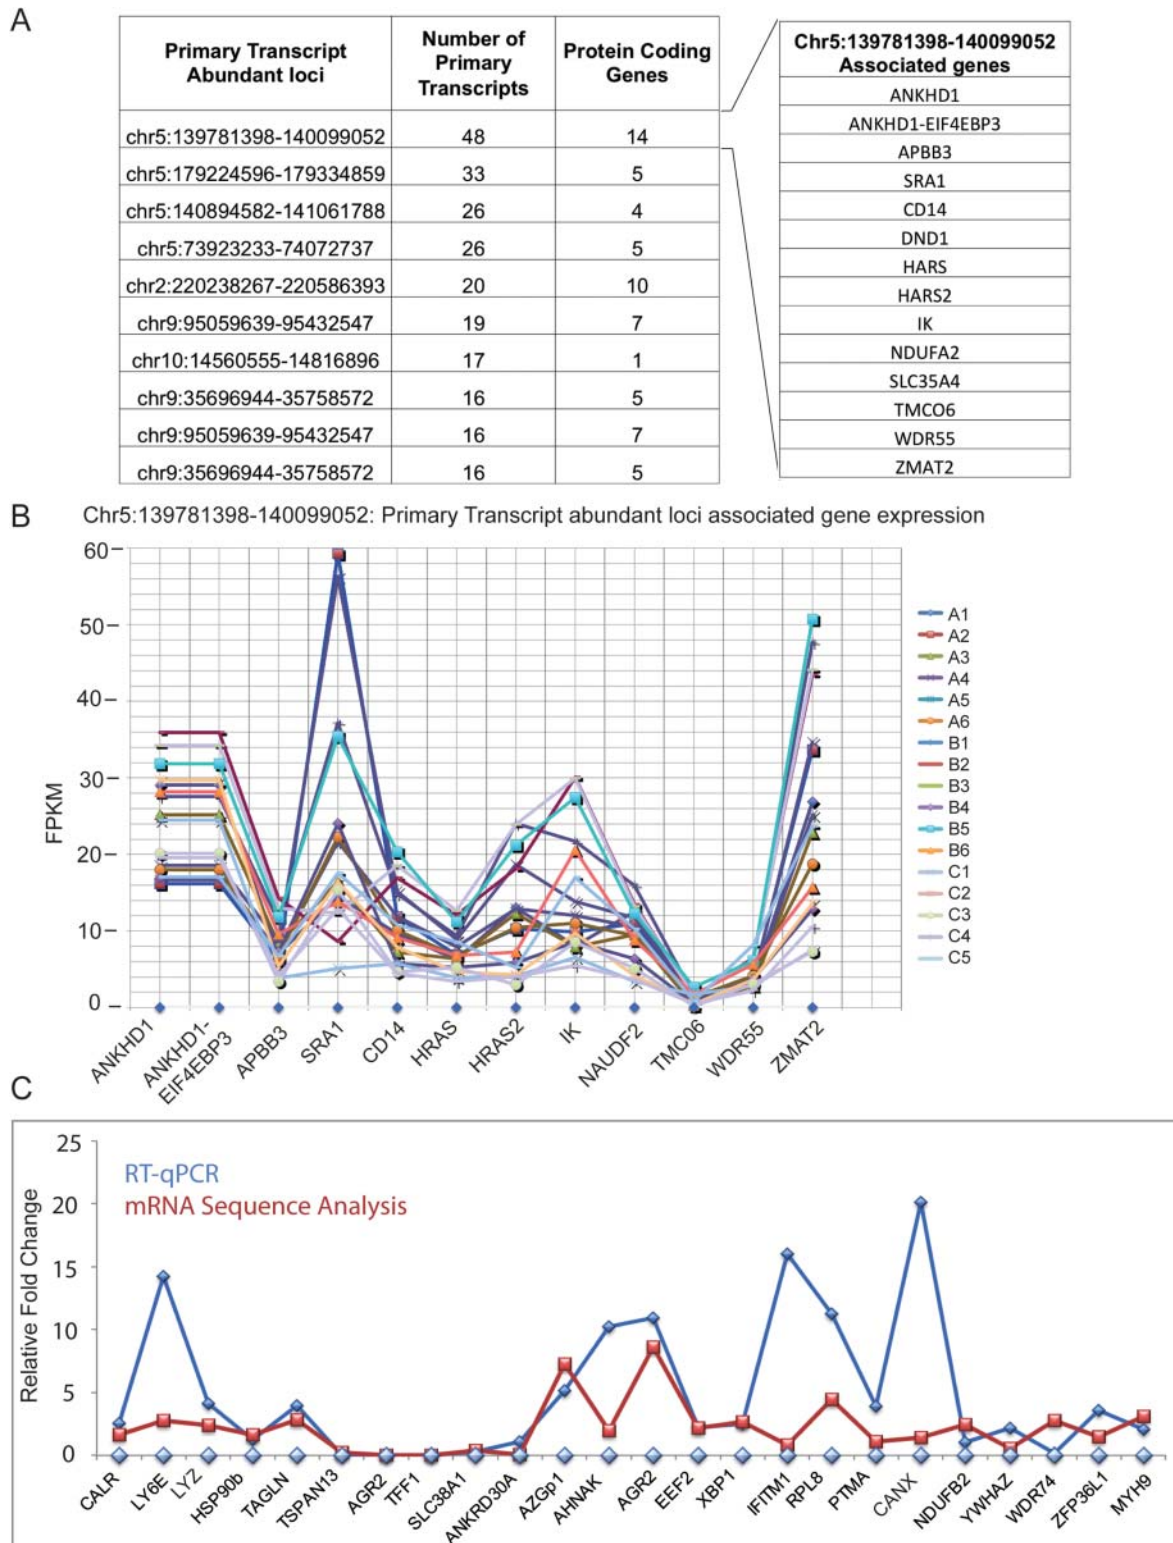 A
Primary Transcript
Abundant loci
Number of
Primary
Transcripts
Protein Coding
Genes
chr5:139781398-140099052 48 14
chr5:179224596-179334859 33 5
chr5:140894582-141061788 26 4
chr5:73923233-74072737 26 5
chr2:220238267-220586393 20 10
chr9:95059639-95432547 19 7
chr10:14560555-14816896 17 1
chr9:35696944-35758572 16 5
chr9:95059639-95432547 16 7
chr9:35696944-35758572 16 5
Chr5:139781398-140099052
Associated genes
ANKHD1
ANKHD1-EIF4EBP3
APBB3
SRA1
CD14
DND1
HARS
HARS2
IK
NDUFA2
SLC35A4
TMCO6
WDR55
ZMAT2
B
Chr5:139781398-140099052: Primary Transcript abundant loci associated gene expression
60
50
40
30
20
10
0
FPKM
ANKHD1
ANKHD1-
EIF4EBP3
APBB3
SRA1
CD14
HRAS
HRAS2
IK
NAUDF2
TMC06
WDR55
ZMAT2
A1
A2
A3
A4
A5
A6
B1
B2
B3
B4
B5
B6
C1
C2
C3
C4
C5
C
25
20
15
10
5
0
Relative Fold Change
RT-qPCR
mRNA Sequence Analysis
CALR
LY6E
LYZ
HSP90b
TAGLN
TSPAN13
AGR2
TFF1
SLC38A1
ANKRD30A
AZGp1
AHNAK
AGR2
EEF2
XBP1
IFITM1
RPL8
PTMA
CANX
NDUFB2
YWHAZ
WDR74
ZFP36L1
MYH9